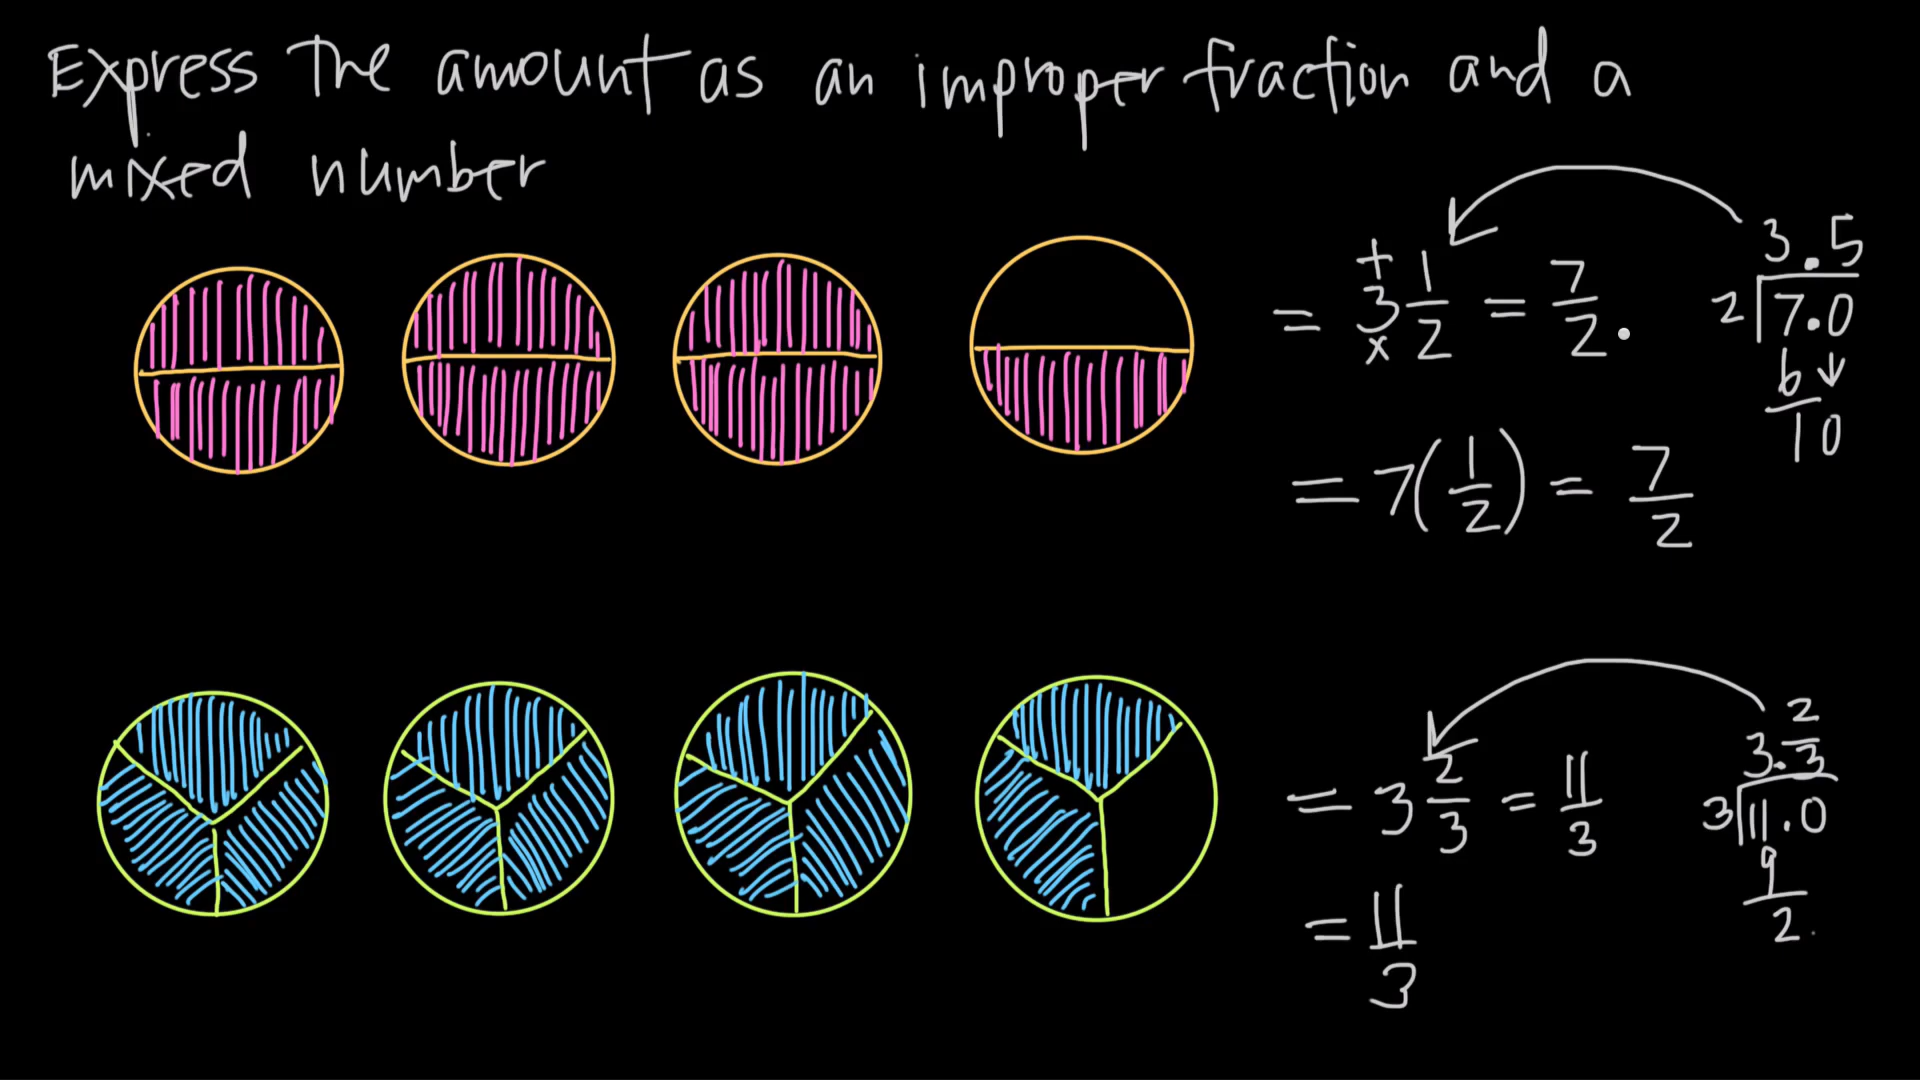 Express the amount as an improper fraction and a
mixed number
= 3 1/2 = 7/2.
+
x
3.5
2 7.0
6↓
10
= 7(1/2) = 7/2
= 3 2/3 = 11/3
3. 2/3
3 11.0
9
2.
= 11/3